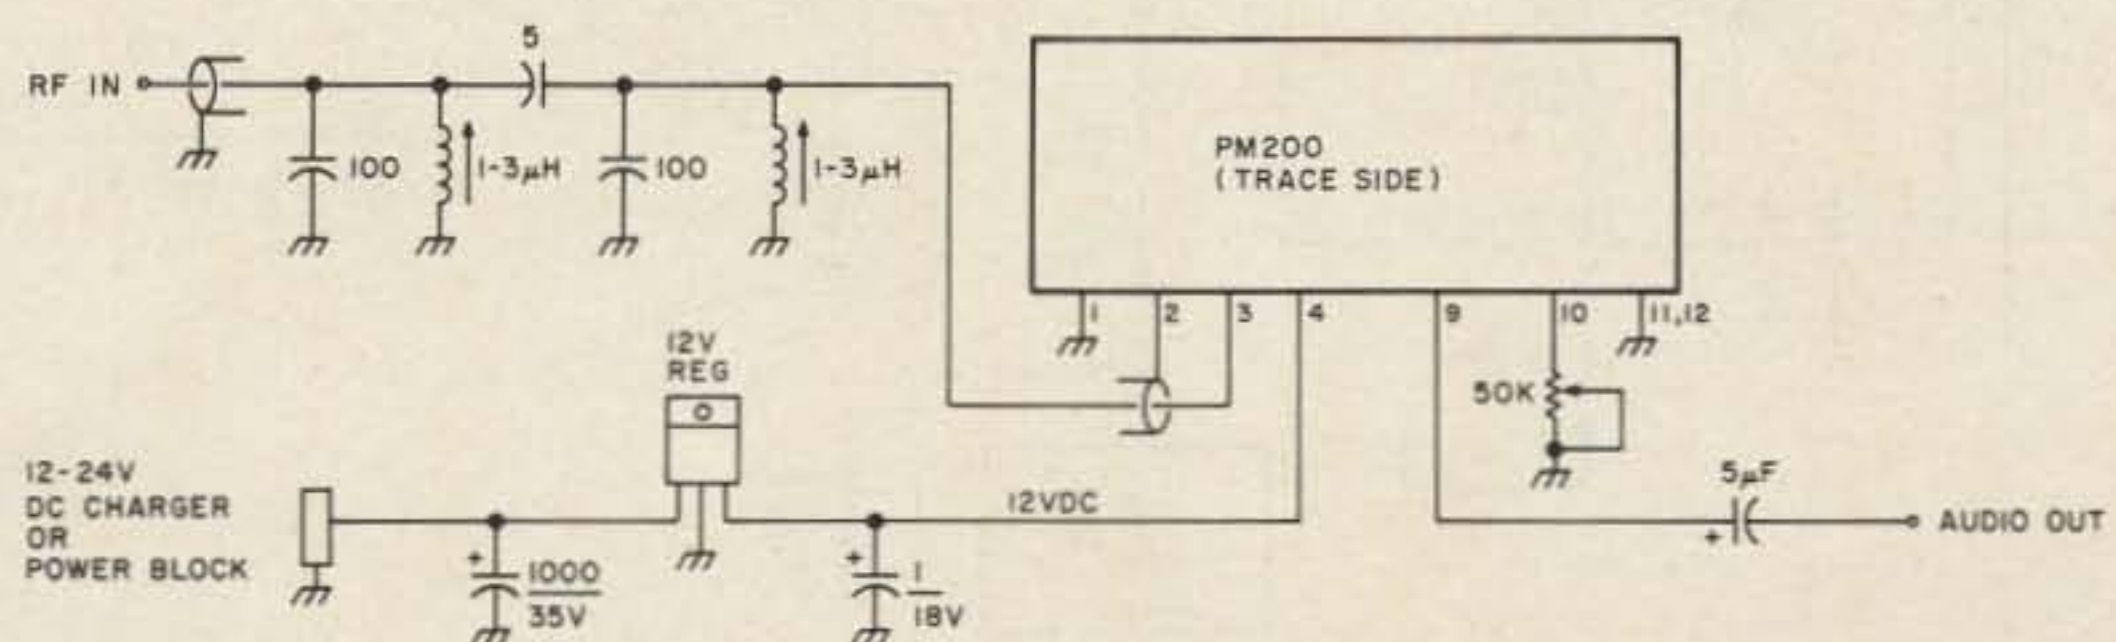 RF IN
5
100
1-3µH
100
1-3µH
PM200
(TRACE SIDE)
1
2
3
4
9
10
11,12
12V
REG
50K
12-24V
DC CHARGER
OR
POWER BLOCK
1000
35V
1
18V
12VDC
5µF
AUDIO OUT
+
+
+